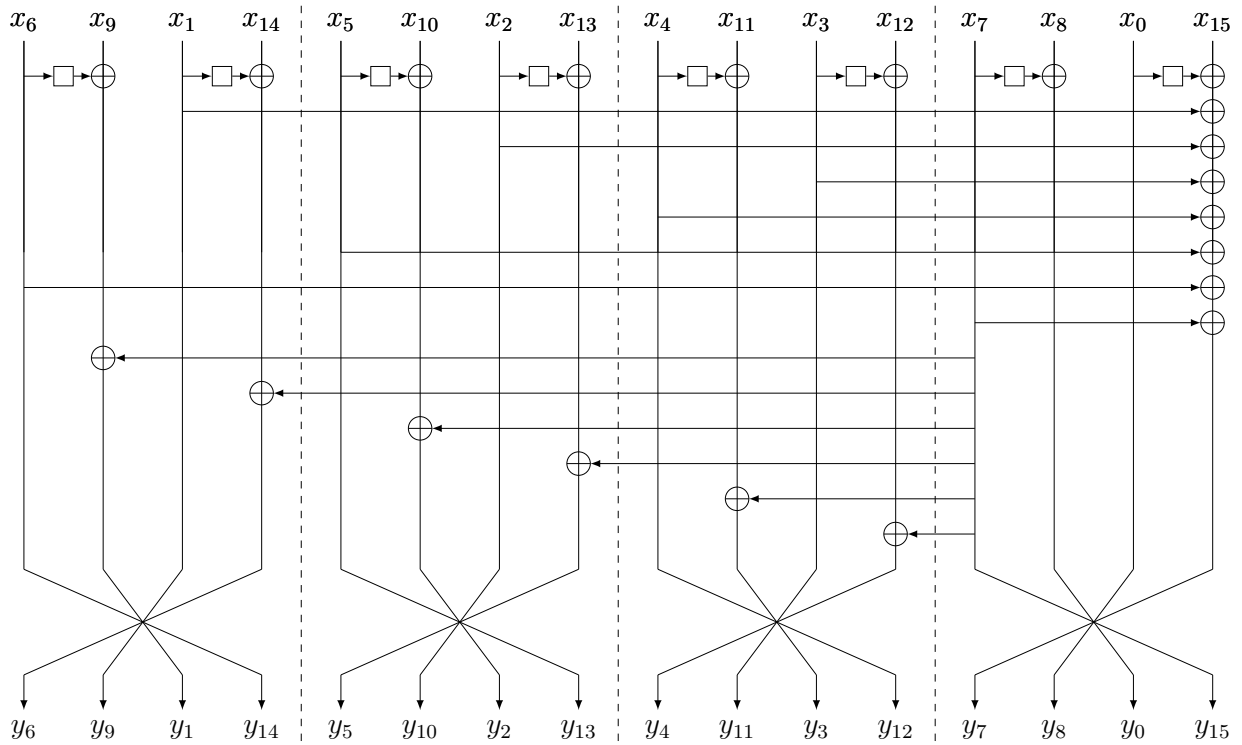 x₆ x₉ x₁ x₁₄ x₅ x₁₀ x₂ x₁₃ x₄ x₁₁ x₃ x₁₂ x₇ x₈ x₀ x₁₅
y₆ y₉ y₁ y₁₄ y₅ y₁₀ y₂ y₁₃ y₄ y₁₁ y₃ y₁₂ y₇ y₈ y₀ y₁₅